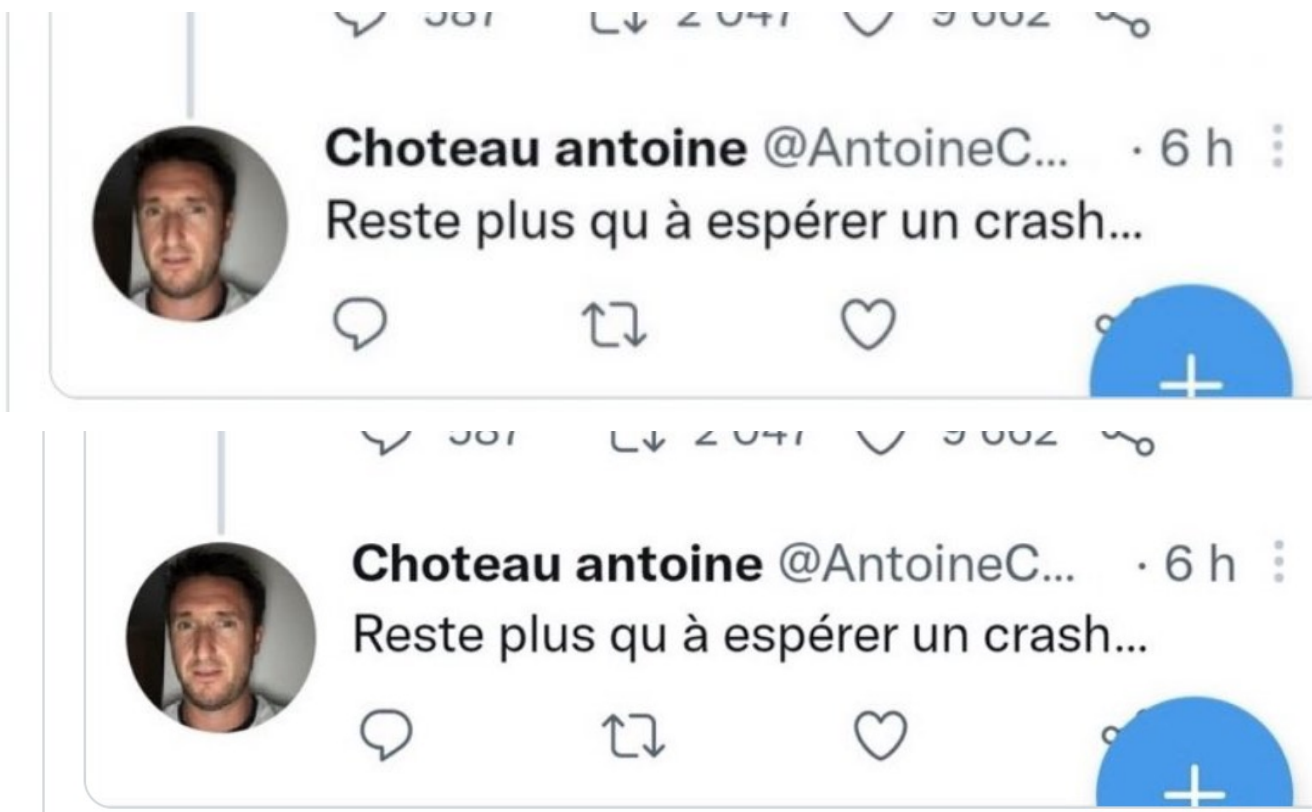 Choteau antoine @AntoineC... · 6 h
Reste plus qu à espérer un crash...
Choteau antoine @AntoineC... · 6 h
Reste plus qu à espérer un crash...